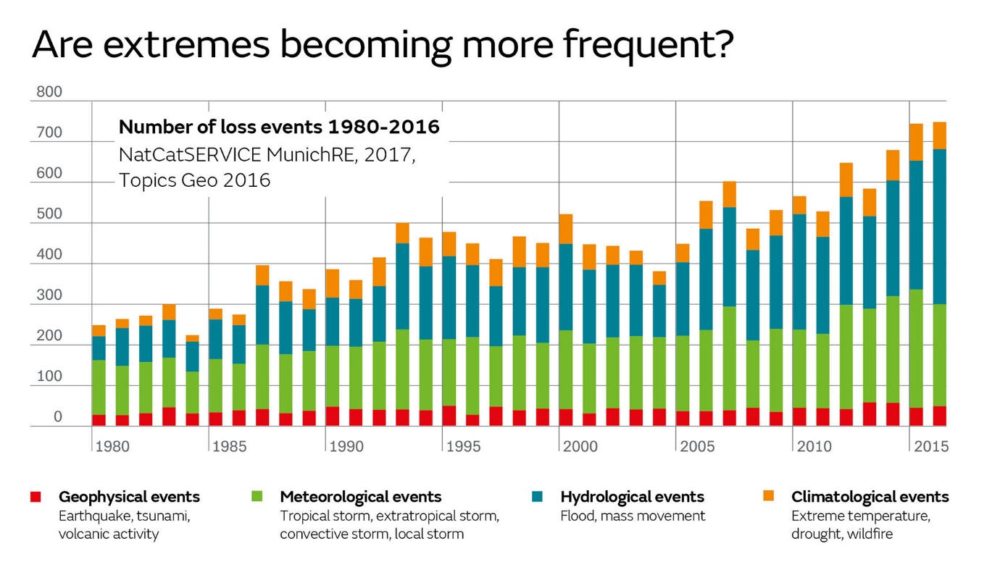 Are extremes becoming more frequent?
800
700
600
500
400
300
200
100
0
Number of loss events 1980-2016
NatCatSERVICE MunichRE, 2017,
Topics Geo 2016
1980 1985 1990 1995 2000 2005 2010 2015
Geophysical events
Earthquake, tsunami,
volcanic activity
Meteorological events
Tropical storm, extratropical storm,
convective storm, local storm
Hydrological events
Flood, mass movement
Climatological events
Extreme temperature,
drought, wildfire